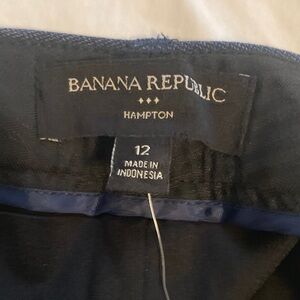 BANANA REPUBLIC
HAMPTON
12
MADE IN
INDONESIA